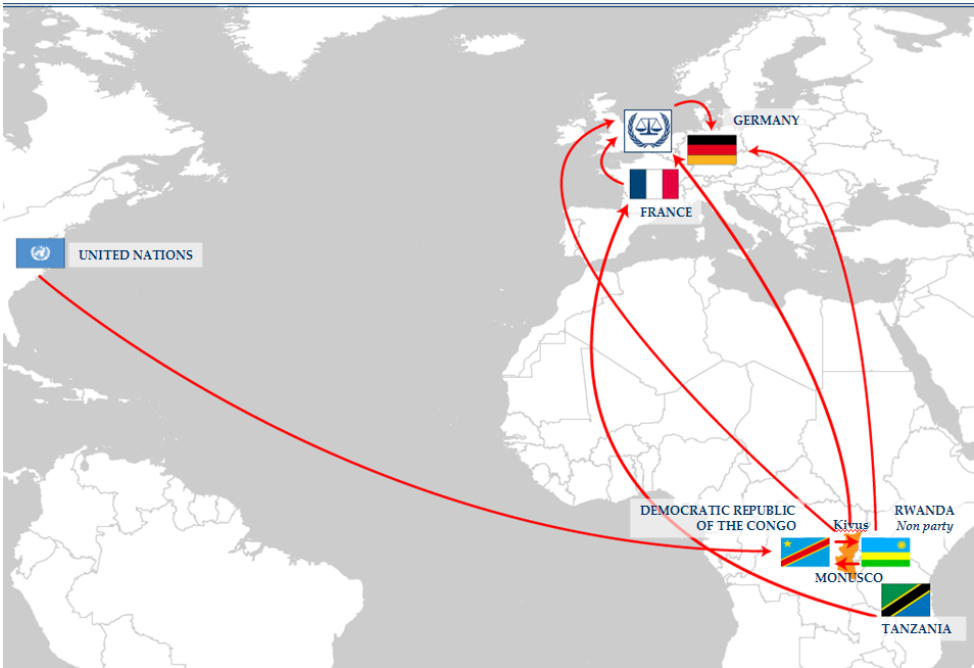 GERMANY
FRANCE
UNITED NATIONS
DEMOCRATIC REPUBLIC
OF THE CONGO
Kivus
RWANDA
Non party
MONUSCO
TANZANIA